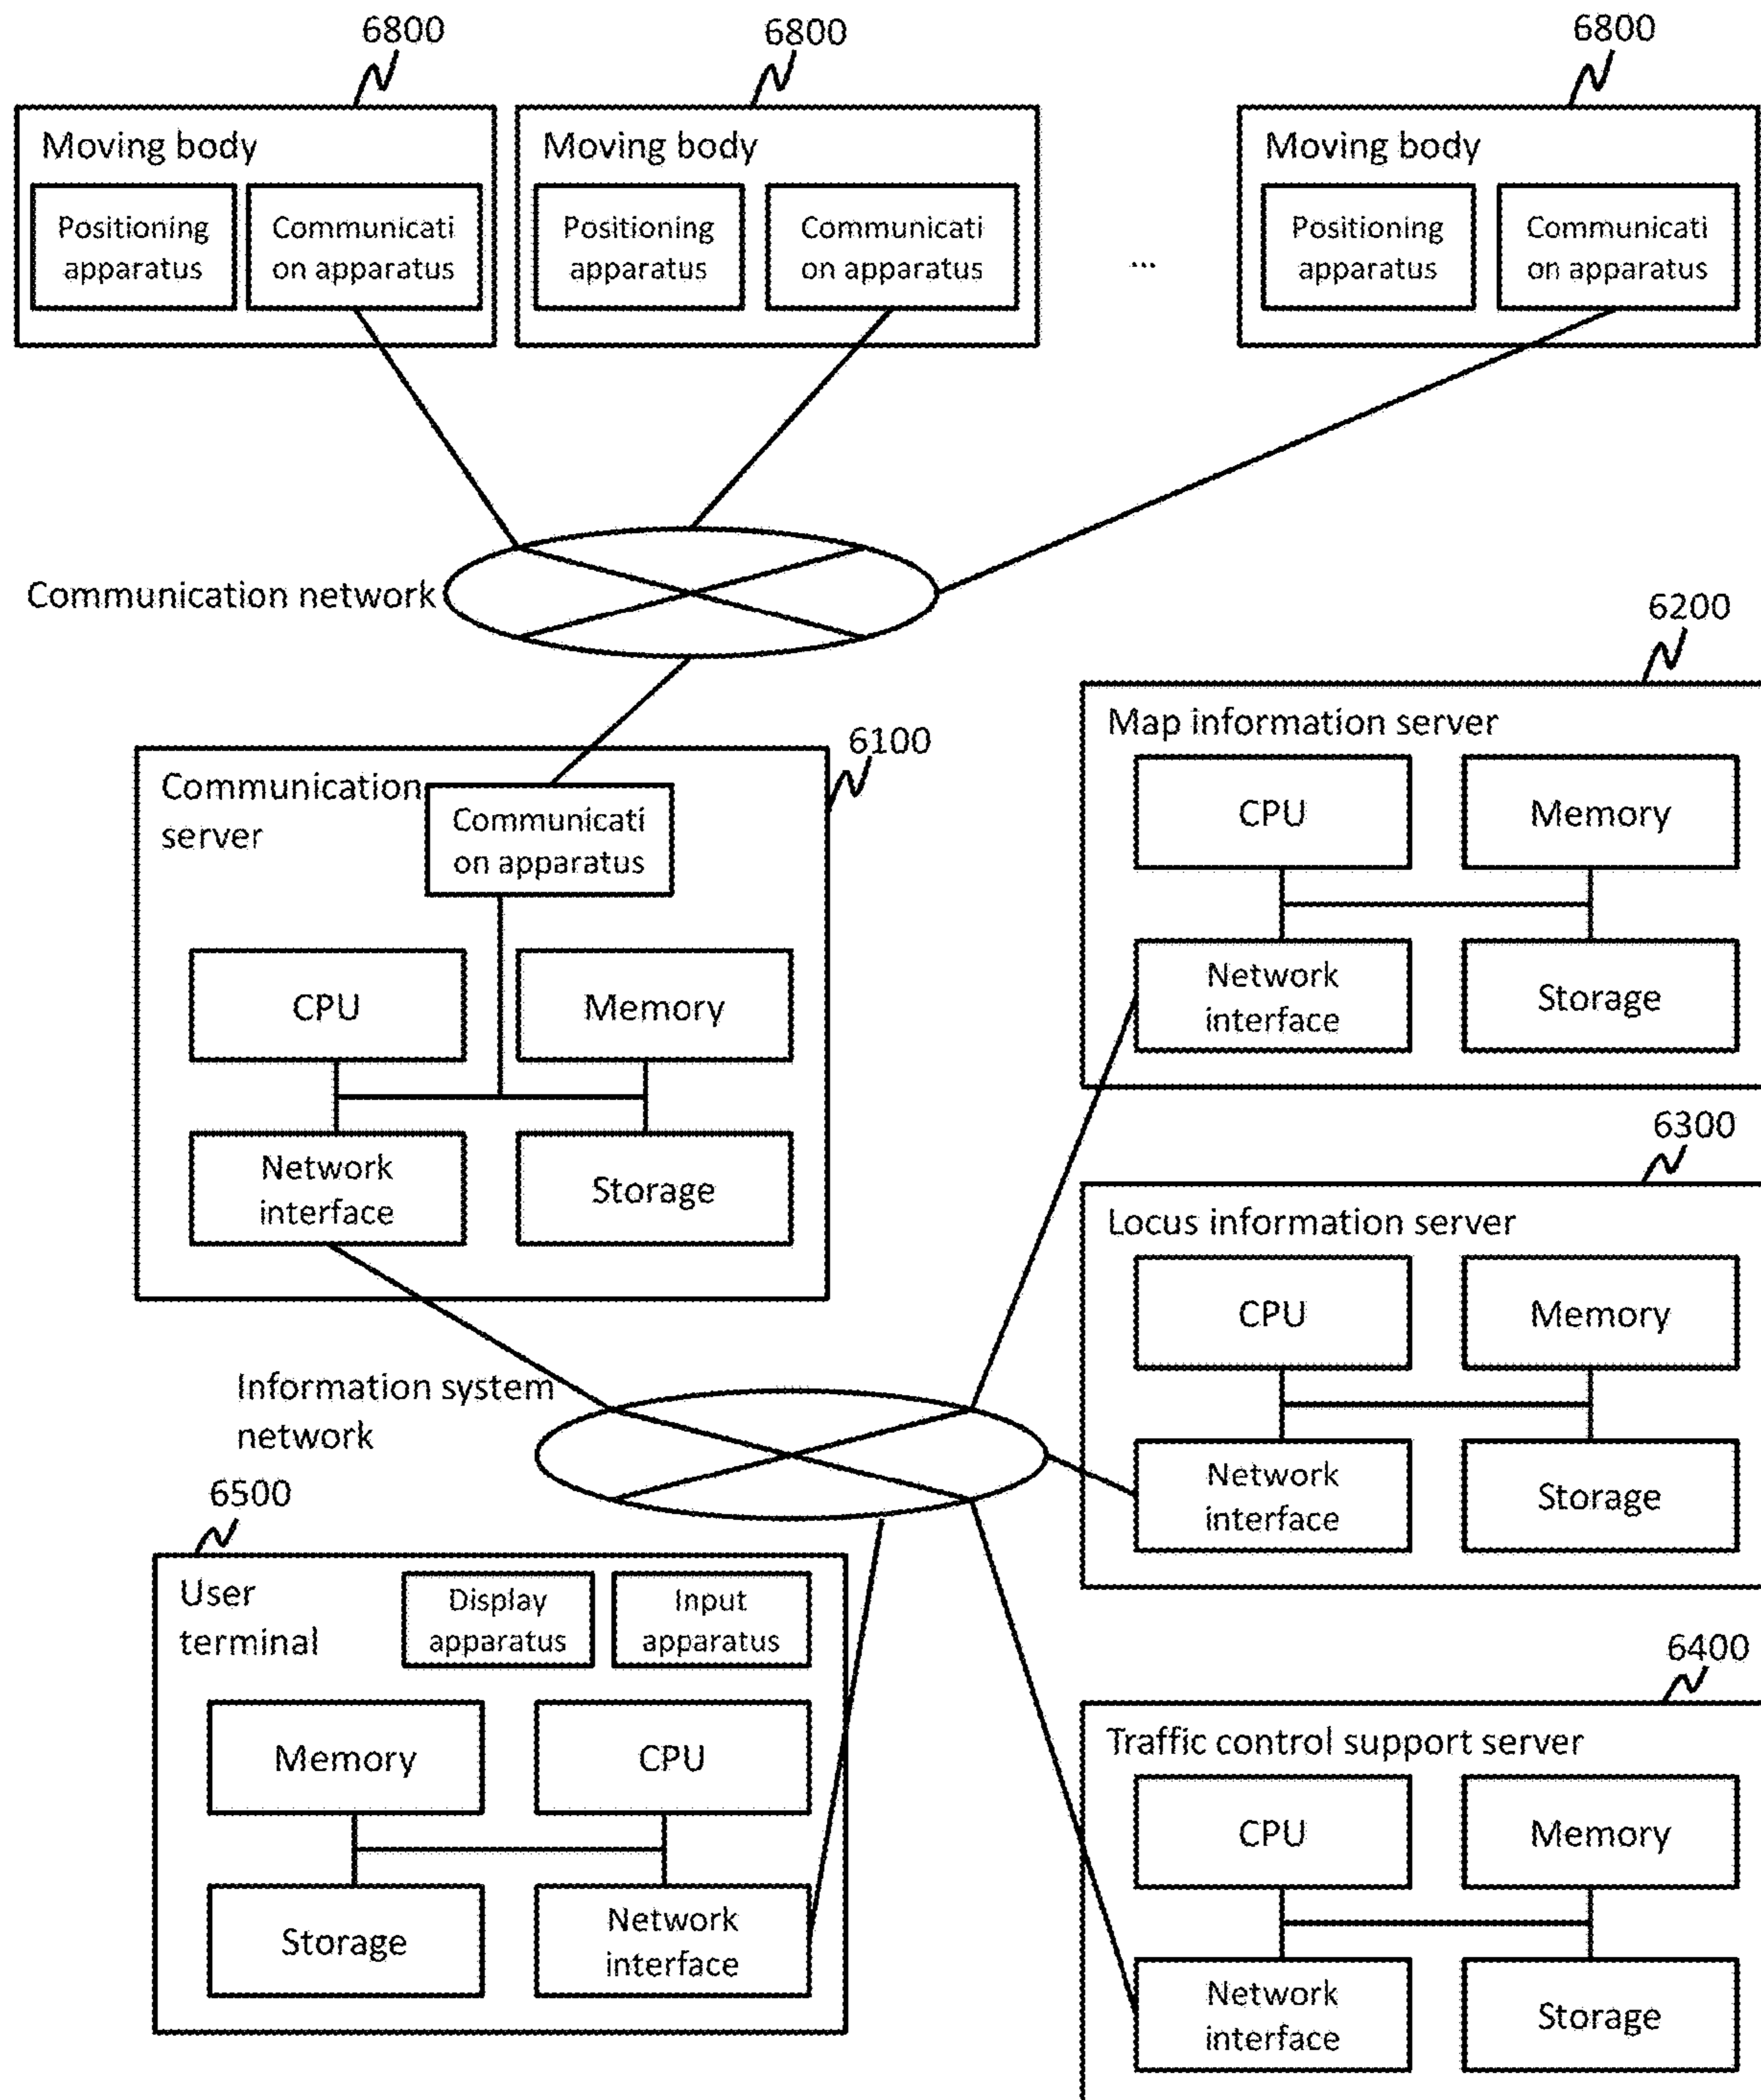 6800
6800
6800
Moving body
Positioning
apparatus
Communicati
on apparatus
Moving body
Positioning
apparatus
Communicati
on apparatus
...
Moving body
Positioning
apparatus
Communicati
on apparatus
Communication network
6100
Communication
server
Communicati
on apparatus
CPU
Memory
Network
interface
Storage
6200
Map information server
CPU
Memory
Network
interface
Storage
6300
Locus information server
CPU
Memory
Network
interface
Storage
Information system
network
6500
User
terminal
Display
apparatus
Input
apparatus
Memory
CPU
Storage
Network
interface
6400
Traffic control support server
CPU
Memory
Network
interface
Storage